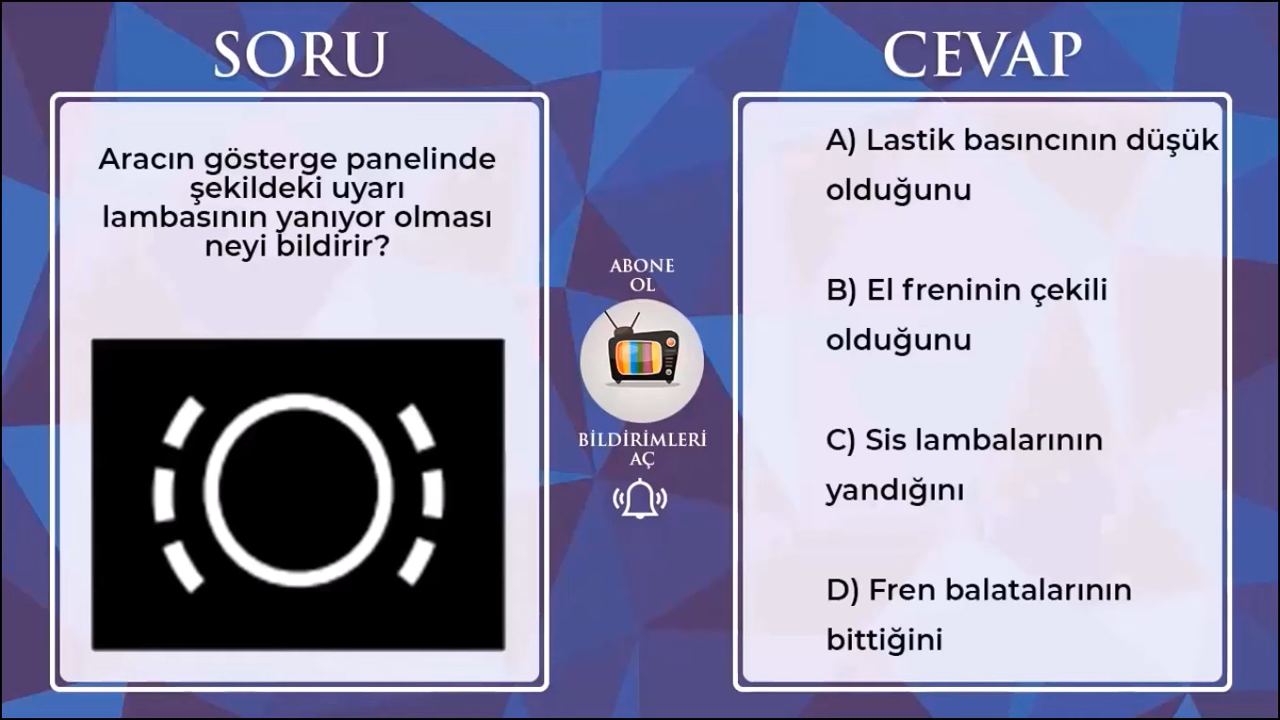 SORU
Aracın gösterge panelinde
şekildeki uyarı
lambasının yanıyor olması
neyi bildirir?
ABONE
OL
BİLDİRİMLERİ
AÇ
CEVAP
A) Lastik basıncının düşük
olduğunu
B) El freninin çekili
olduğunu
C) Sis lambalarının
yandığını
D) Fren balatalarının
bittiğini